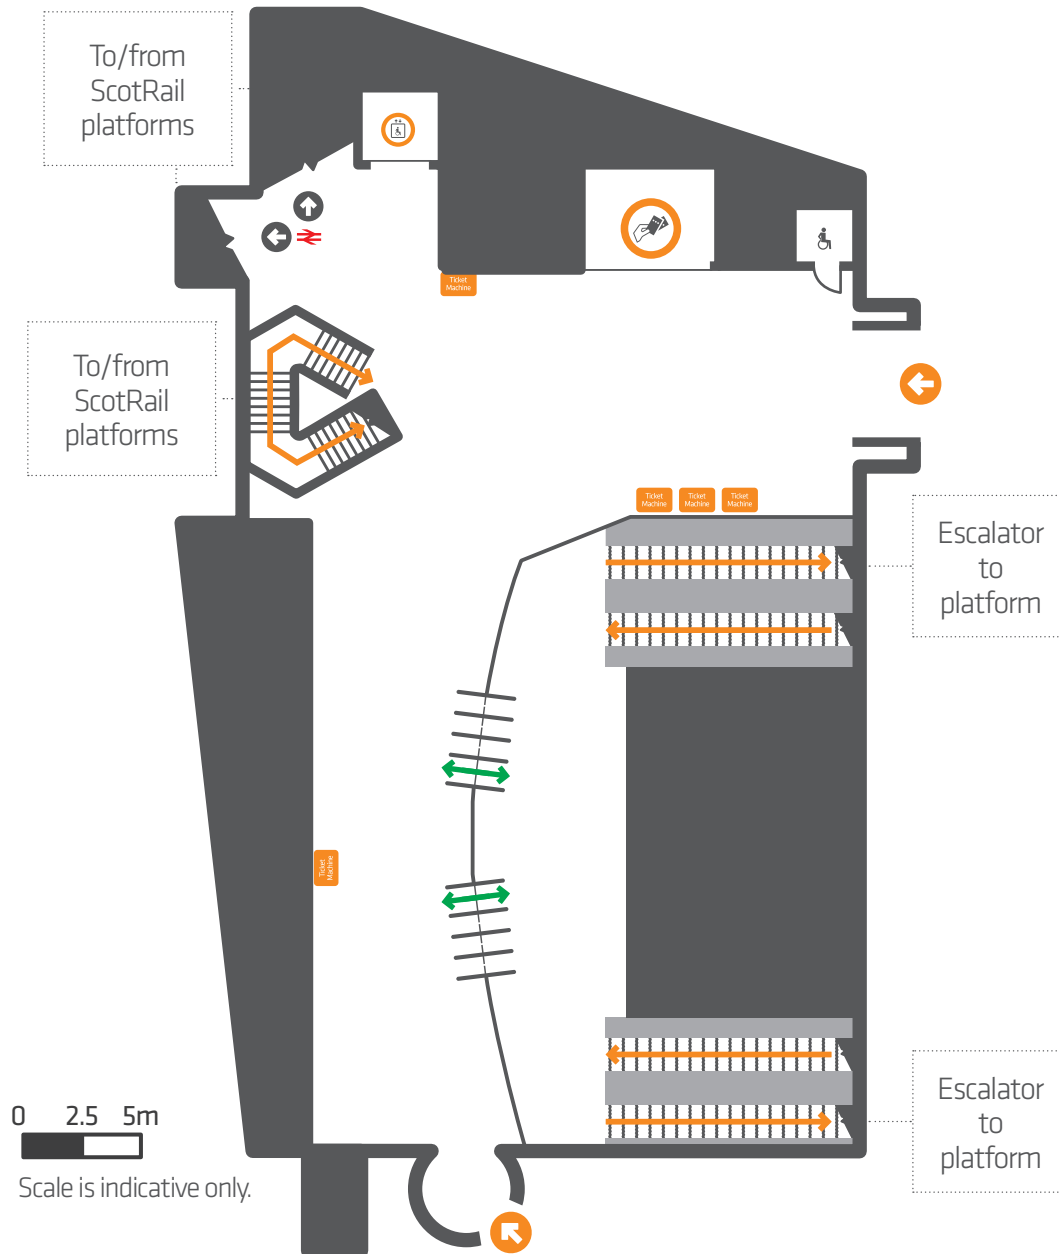 To/from
ScotRail
platforms
Ticket
Machine
To/from
ScotRail
platforms
Ticket
Machine
Ticket
Machine
Ticket
Machine
Escalator
to
platform
Ticket
Machine
0 2.5 5m
Scale is indicative only.
Escalator
to
platform